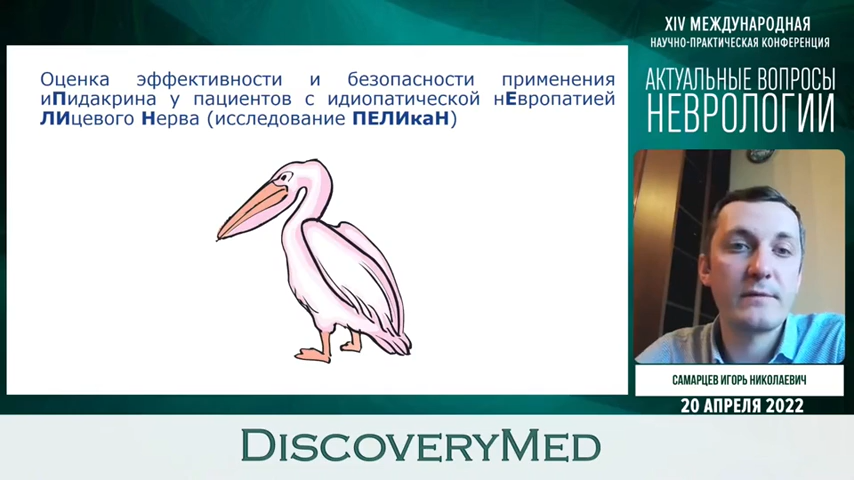 Оценка эффективности и безопасности применения
иПидакрина у пациентов с идиопатической нЕвропатией
ЛИцевого Нерва (исследование ПЕЛИкаН)
XIV МЕЖДУНАРОДНАЯ
НАУЧНО-ПРАКТИЧЕСКАЯ КОНФЕРЕНЦИЯ
АКТУАЛЬНЫЕ ВОПРОСЫ
НЕВРОЛОГИИ
САМАРЦЕВ ИГОРЬ НИКОЛАЕВИЧ
20 АПРЕЛЯ 2022
DISCOVERYMED